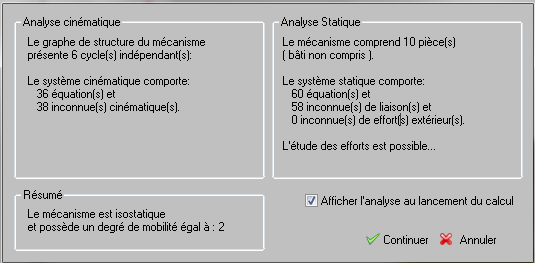 Analyse cinématique
Le graphe de structure du mécanisme
présente 6 cycle(s) indépendant(s):
Le système cinématique comporte:
36 équation(s) et
38 inconnue(s) cinématique(s).
Analyse Statique
Le mécanisme comprend 10 pièce(s)
( bâti non compris ).
Le système statique comporte:
60 équation(s) et
58 inconnue(s) de liaison(s) et
0 inconnue(s) de effort(s) extérieur(s).
L'étude des efforts est possible...
Résumé
Le mécanisme est isostatique
et possède un degré de mobilité égal à : 2
Afficher l'analyse au lancement du calcul
Continuer
Annuler